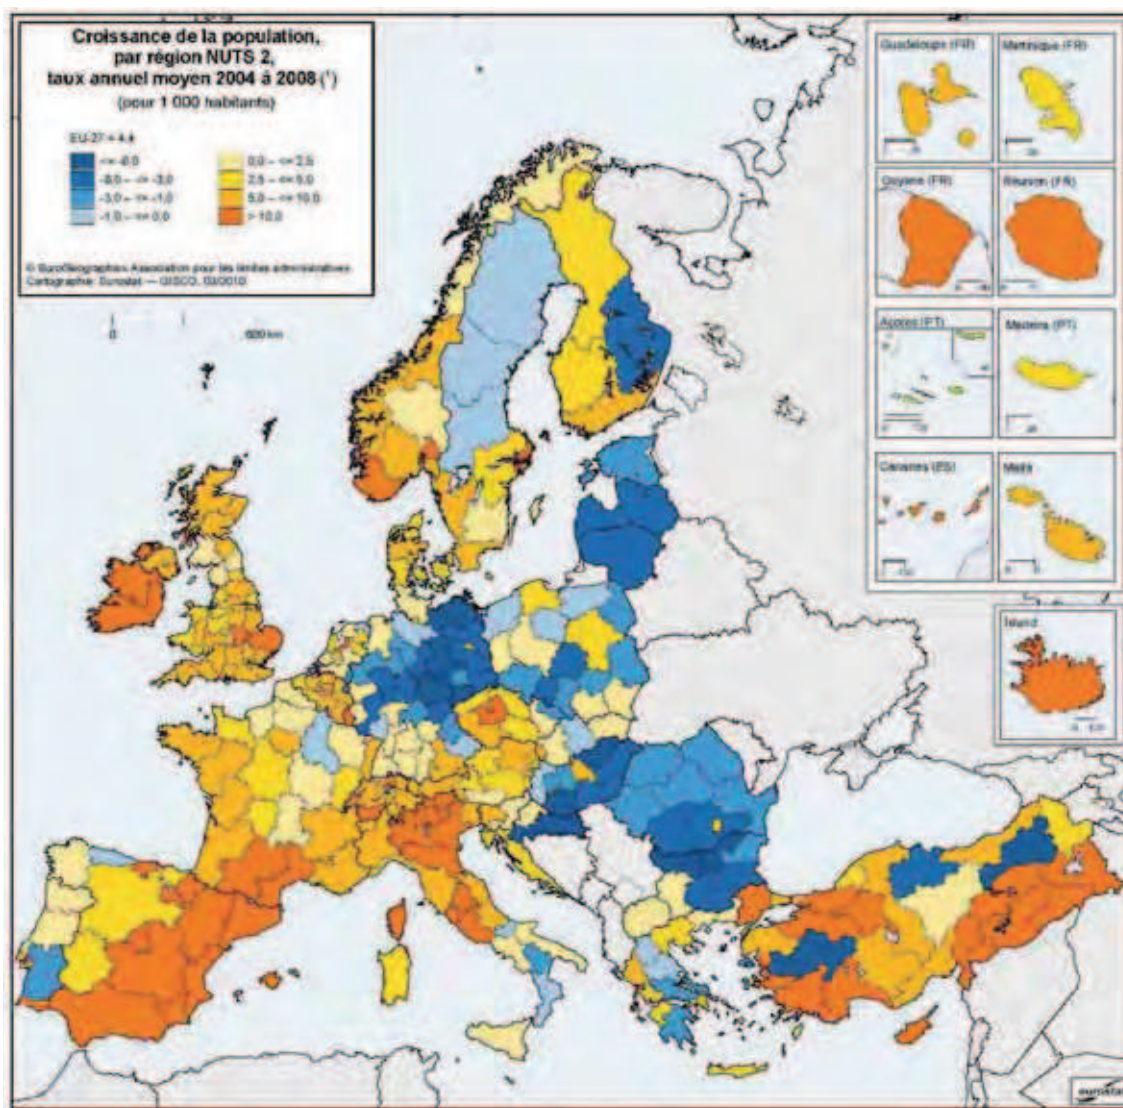 Croissance de la population,
par région NUTS 2,
taux annuel moyen 2004 à 2008 (¹)
(pour 1 000 habitants)
EU-27 = 4.4
<= -6.0
-6.0 – <= -3.0
-3.0 – <= -1.0
-1.0 – <= 0.0
0.0 – <= 2.5
2.5 – <= 5.0
5.0 – <= 10.0
> 10.0
© EuroGeographics Association pour les limites administratives
Cartographie: Eurostat — GISCO, 03/2010
0 600 km
Guadeloupe (FR)
Martinique (FR)
Guyane (FR)
Réunion (FR)
Açores (PT)
Madeira (PT)
Canarias (ES)
Malta
Island
eurostat